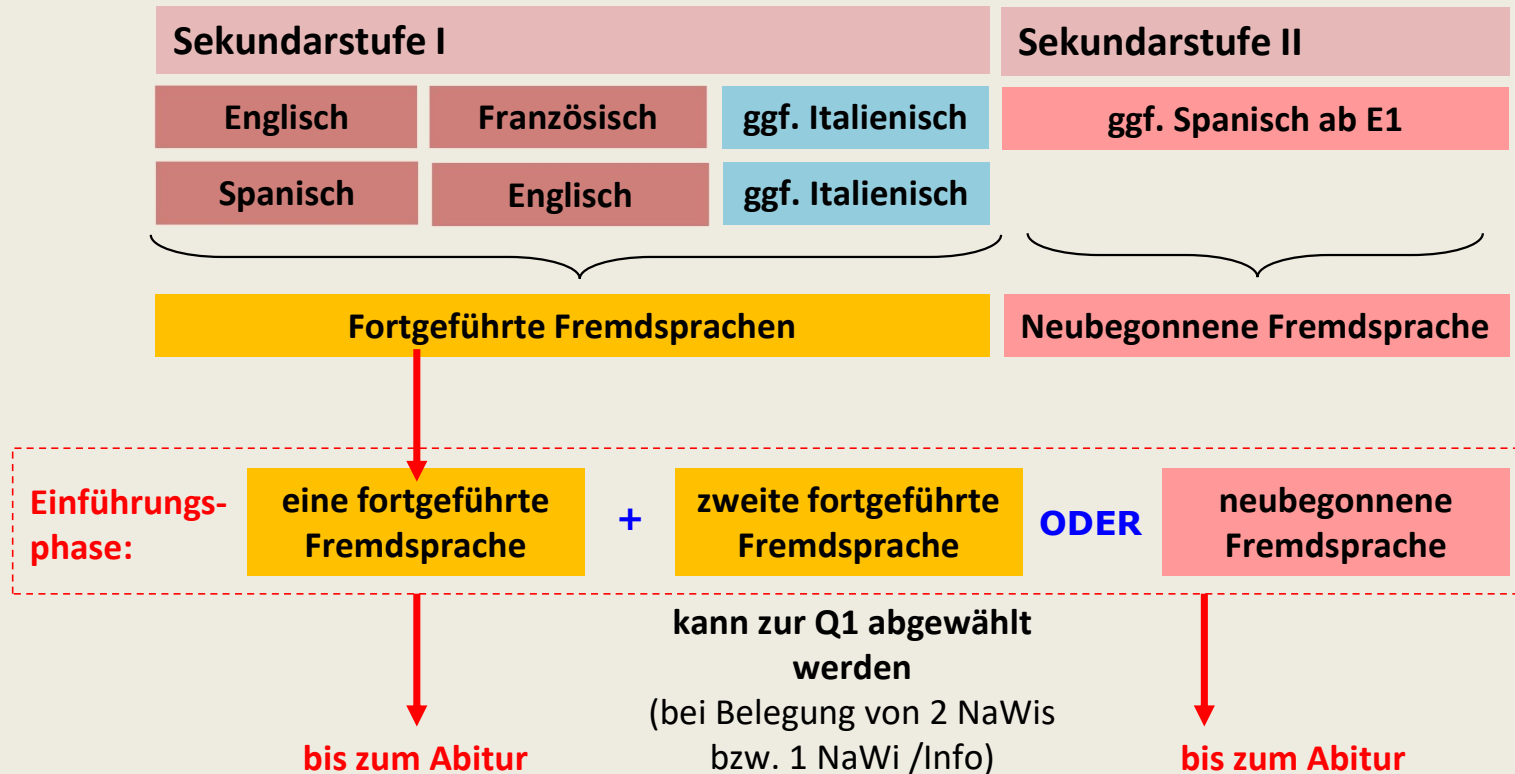 Sekundarstufe I
Sekundarstufe II
Englisch
Französisch
ggf. Italienisch
ggf. Spanisch ab E1
Spanisch
Englisch
ggf. Italienisch
Fortgeführte Fremdsprachen
Neubegonnene Fremdsprache
Einführungs-
phase:
eine fortgeführte
Fremdsprache
+
zweite fortgeführte
Fremdsprache
ODER
neubegonnene
Fremdsprache
kann zur Q1 abgewählt
werden
(bei Belegung von 2 NaWis
bzw. 1 NaWi /Info)
bis zum Abitur
bis zum Abitur